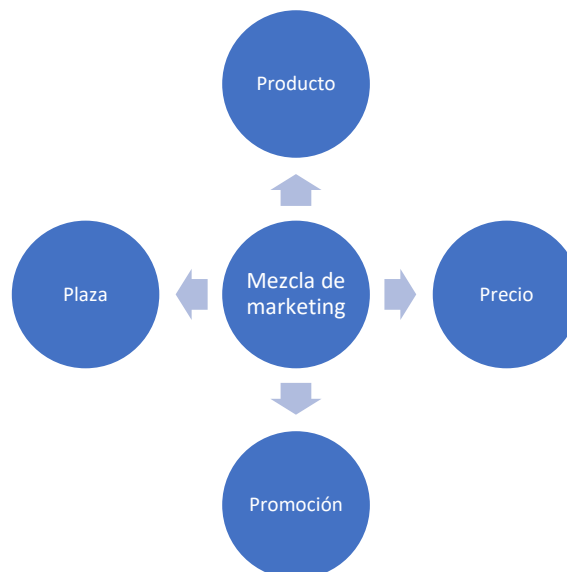 Producto
Plaza
Mezcla de
marketing
Precio
Promoción